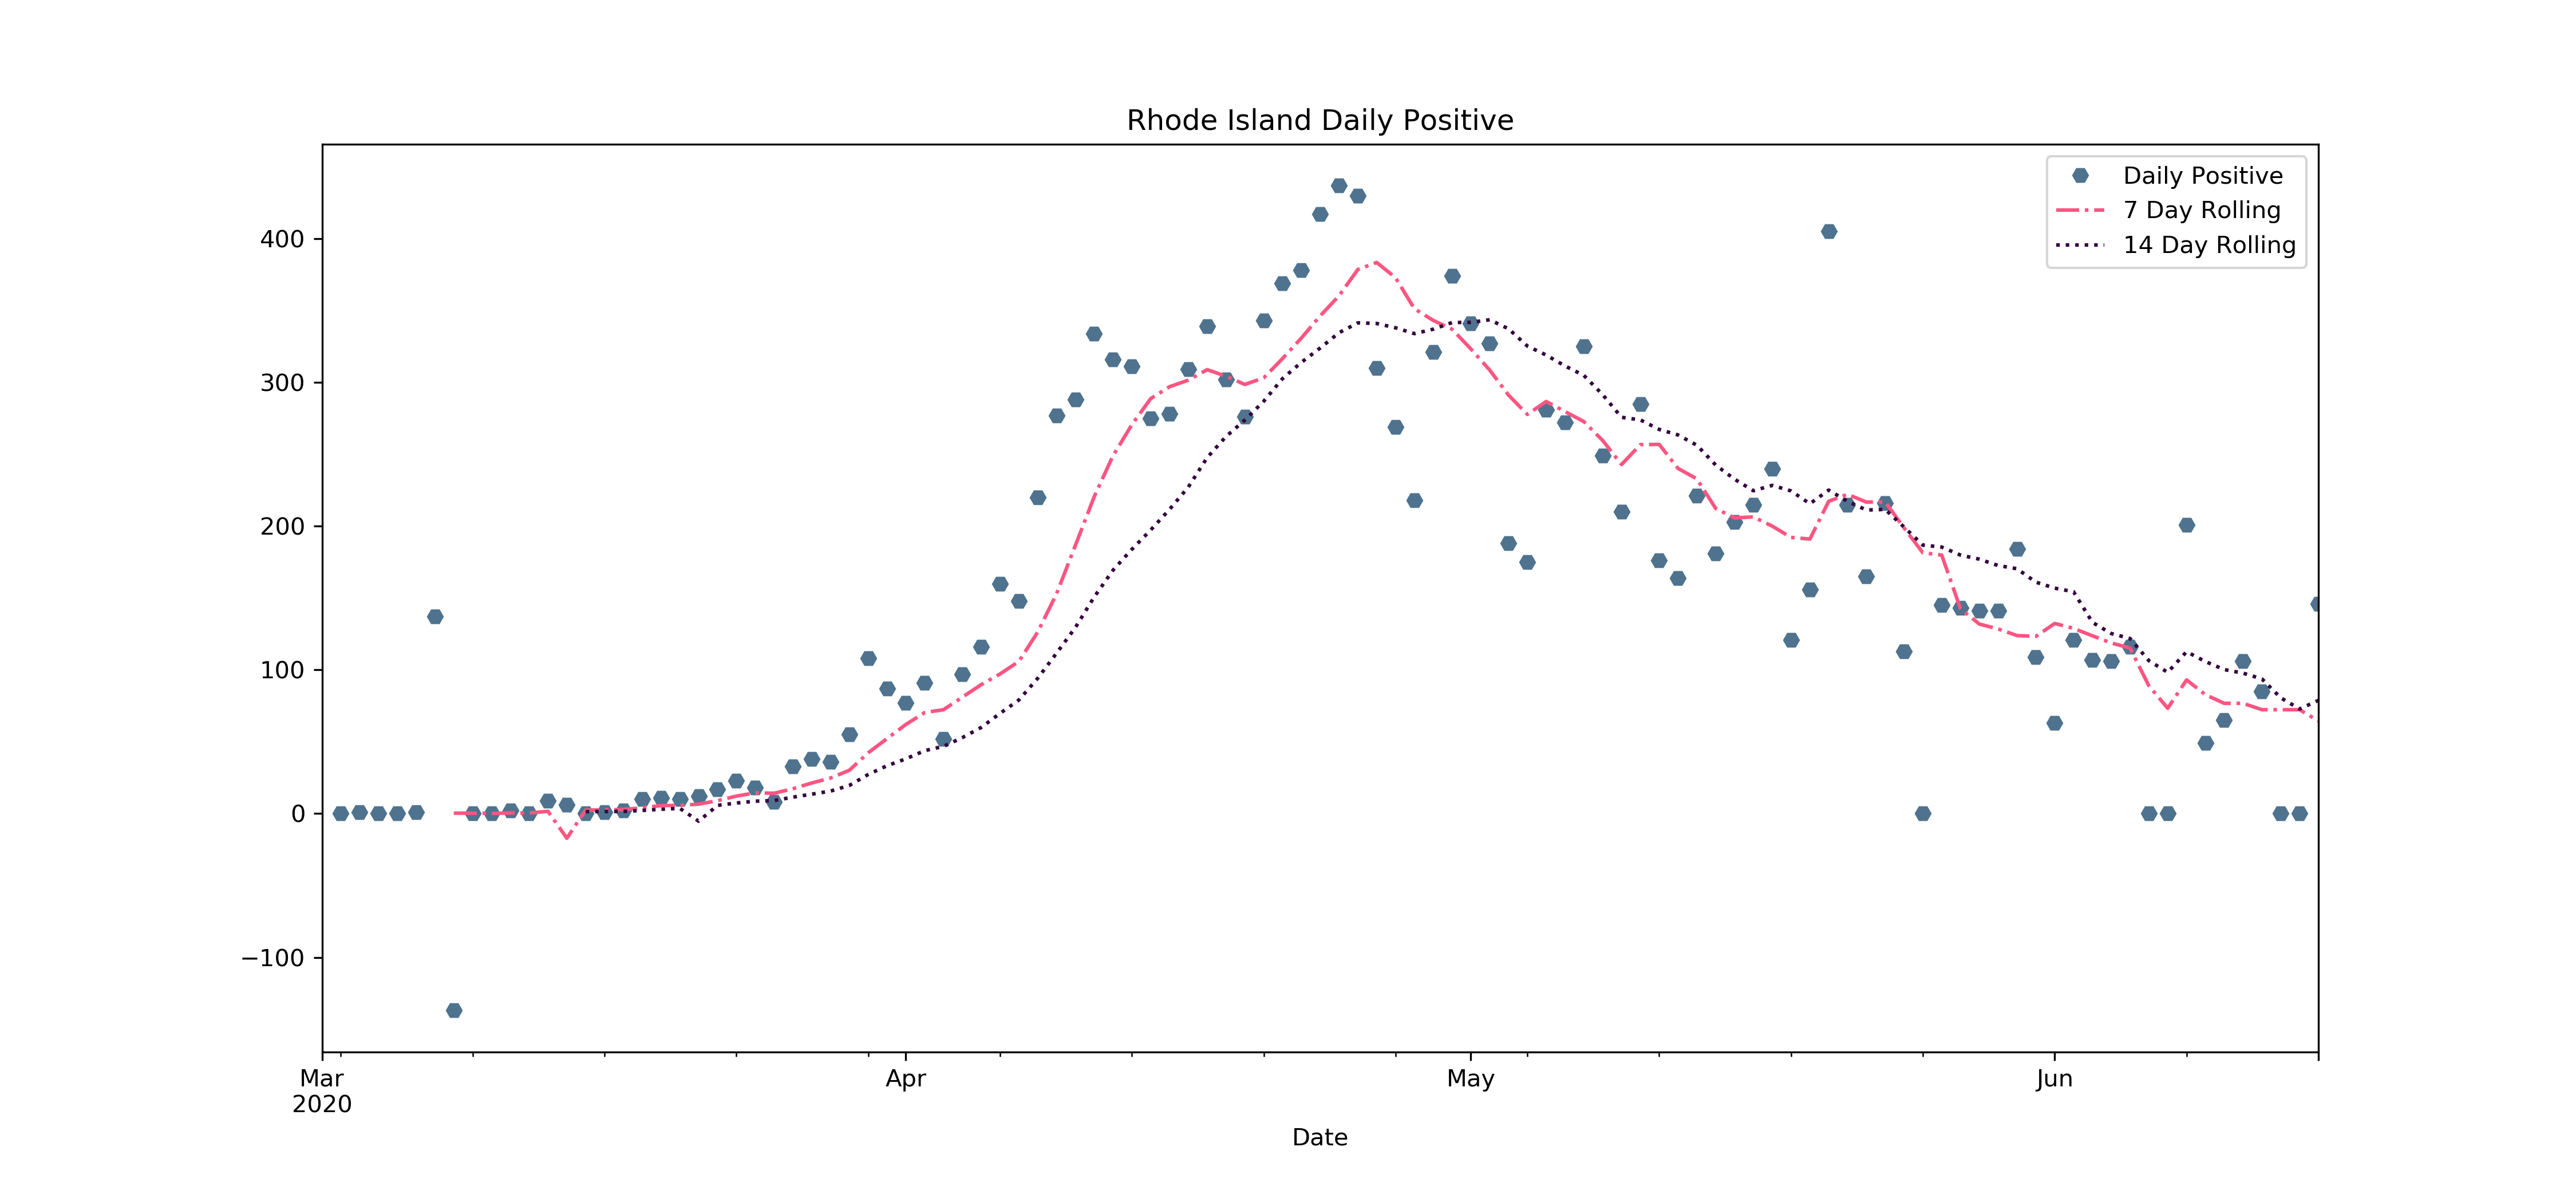 Rhode Island Daily Positive
Daily Positive
7 Day Rolling
14 Day Rolling
400
300
200
100
0
−100
Mar
2020
Apr
May
Jun
Date